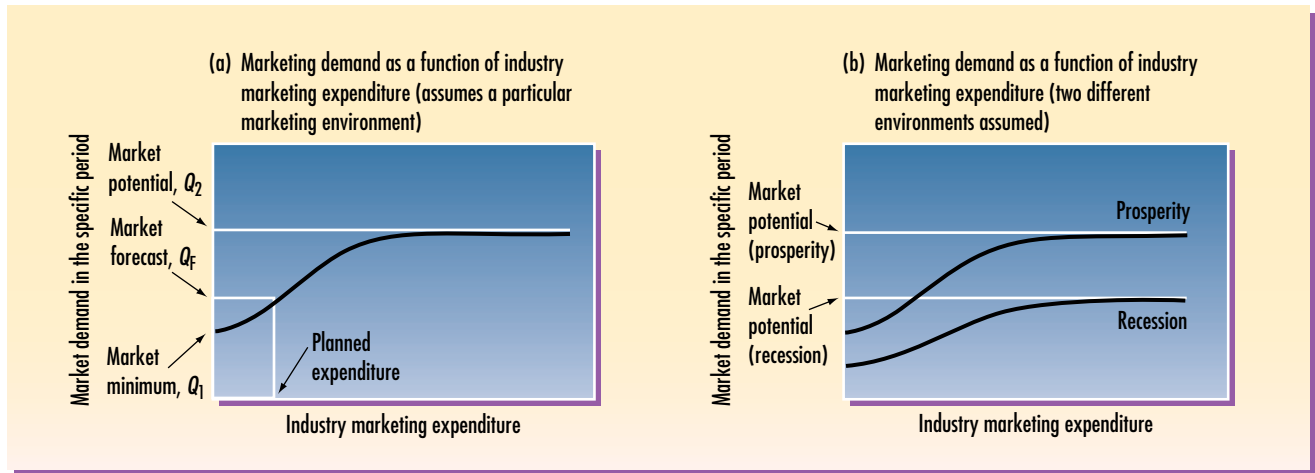 (a) Marketing demand as a function of industry
marketing expenditure (assumes a particular
marketing environment)
Market demand in the specific period
Market
potential, Q2
Market
forecast, QF
Market
minimum, Q1
Planned
expenditure
Industry marketing expenditure
(b) Marketing demand as a function of industry
marketing expenditure (two different
environments assumed)
Market demand in the specific period
Market
potential
(prosperity)
Market
potential
(recession)
Prosperity
Recession
Industry marketing expenditure